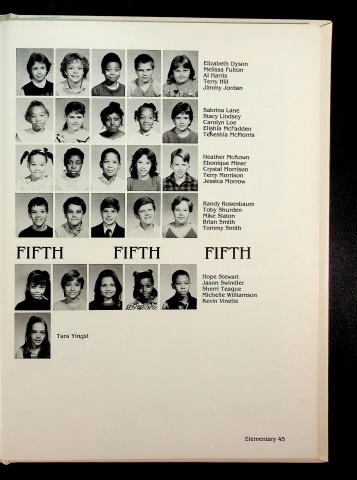 Elizabeth Dyson
Melissa Fulton
Al Harris
Terry Hill
Jimmy Jordan
Sabrina Lane
Stacy Lindsey
Carolyn Loe
Elishia McFadden
Tekeshia McMorris
Heather McKown
Ebonique Miner
Crystal Morrison
Terry Morrison
Jessica Morrow
Randy Rosenbaum
Toby Shurden
Mike Slaton
Brian Smith
Tommy Smith
FIFTH FIFTH FIFTH
Hope Stewart
Jason Swindler
Sherri Teague
Michelle Williamson
Kevin Vinette
Tara Yingst
Elementary 45